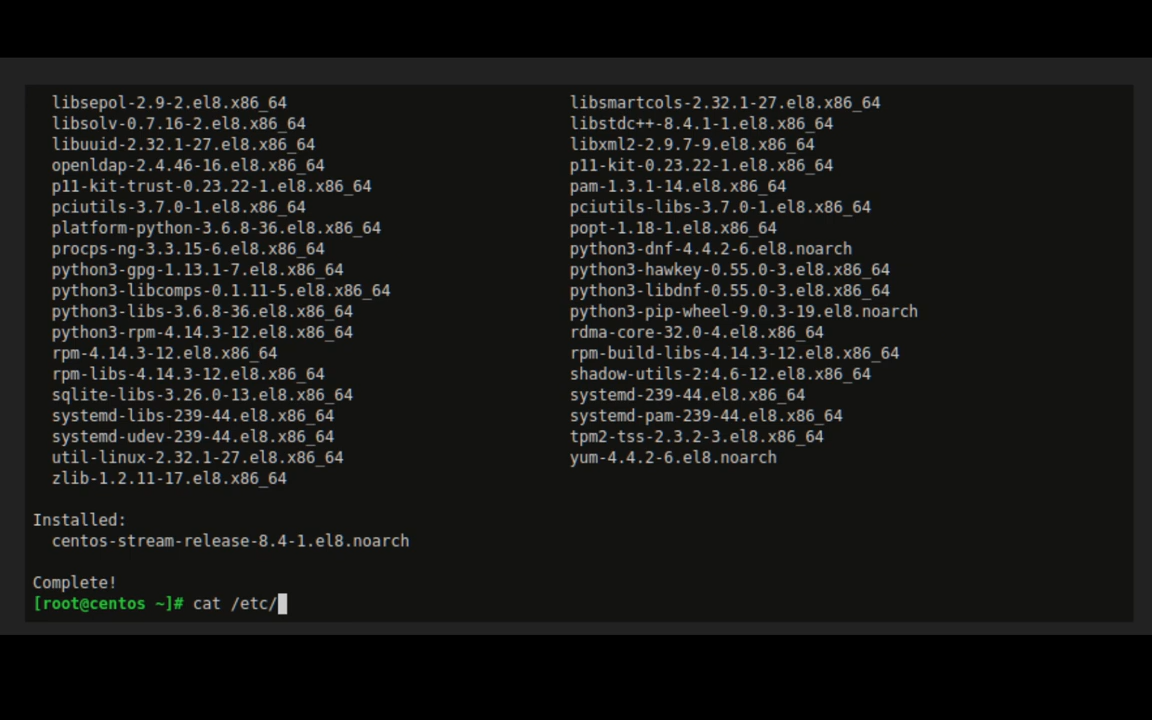 libsepol-2.9-2.el8.x86_64 libsmartcols-2.32.1-27.el8.x86_64
libsolv-0.7.16-2.el8.x86_64 libstdc++-8.4.1-1.el8.x86_64
libuuid-2.32.1-27.el8.x86_64 libxml2-2.9.7-9.el8.x86_64
openldap-2.4.46-16.el8.x86_64 p11-kit-0.23.22-1.el8.x86_64
p11-kit-trust-0.23.22-1.el8.x86_64 pam-1.3.1-14.el8.x86_64
pciutils-3.7.0-1.el8.x86_64 pciutils-libs-3.7.0-1.el8.x86_64
platform-python-3.6.8-36.el8.x86_64 popt-1.18-1.el8.x86_64
procps-ng-3.3.15-6.el8.x86_64 python3-dnf-4.4.2-6.el8.noarch
python3-gpg-1.13.1-7.el8.x86_64 python3-hawkey-0.55.0-3.el8.x86_64
python3-libcomps-0.1.11-5.el8.x86_64 python3-libdnf-0.55.0-3.el8.x86_64
python3-libs-3.6.8-36.el8.x86_64 python3-pip-wheel-9.0.3-19.el8.noarch
python3-rpm-4.14.3-12.el8.x86_64 rdma-core-32.0-4.el8.x86_64
rpm-4.14.3-12.el8.x86_64 rpm-build-libs-4.14.3-12.el8.x86_64
rpm-libs-4.14.3-12.el8.x86_64 shadow-utils-2:4.6-12.el8.x86_64
sqlite-libs-3.26.0-13.el8.x86_64 systemd-239-44.el8.x86_64
systemd-libs-239-44.el8.x86_64 systemd-pam-239-44.el8.x86_64
systemd-udev-239-44.el8.x86_64 tpm2-tss-2.3.2-3.el8.x86_64
util-linux-2.32.1-27.el8.x86_64 yum-4.4.2-6.el8.noarch
zlib-1.2.11-17.el8.x86_64
Installed:
centos-stream-release-8.4-1.el8.noarch
Complete!
[root@centos ~]# cat /etc/